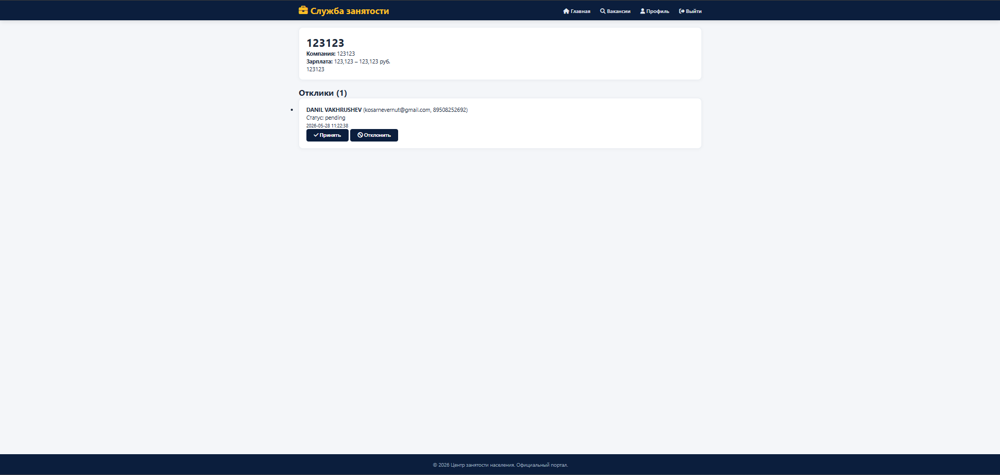 Служба занятости
Главная Вакансии Профиль Выйти
123123
Компания: 123123
Зарплата: 123,123 – 123,123 руб.
123123
Отклики (1)
DANIL VAKHRUSHEV (kosarnevernut@gmail.com, 89508252692)
Статус: pending
2026-05-28 11:22:38
Принять Отклонить
© 2026 Центр занятости населения. Официальный портал.